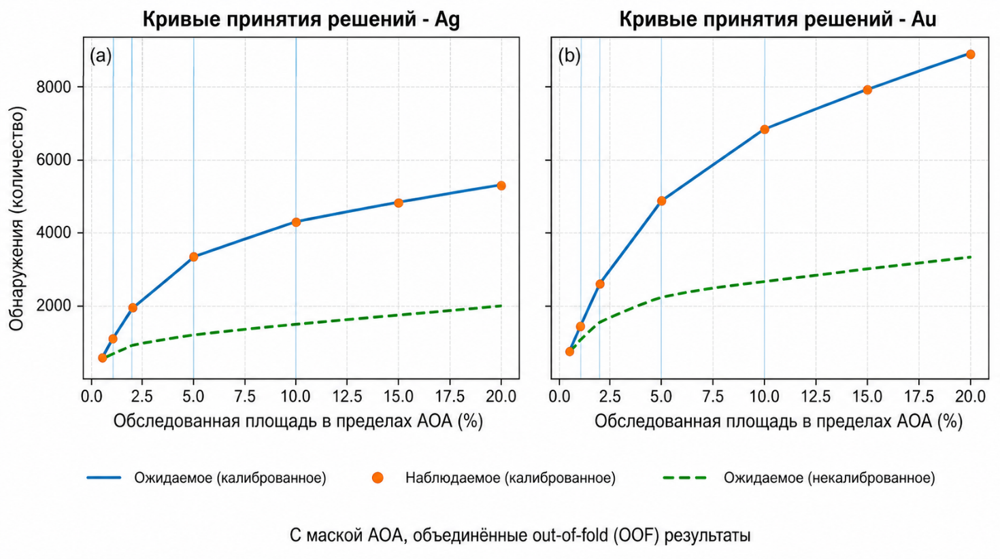 Кривые принятия решений - Ag
(a)
Обнаружения (количество)
8000
6000
4000
2000
0.0 2.5 5.0 7.5 10.0 12.5 15.0 17.5 20.0
Обследованная площадь в пределах AOA (%)
Кривые принятия решений - Au
(b)
0.0 2.5 5.0 7.5 10.0 12.5 15.0 17.5 20.0
Обследованная площадь в пределах AOA (%)
Ожидаемое (калиброванное)
Наблюдаемое (калиброванное)
Ожидаемое (некалиброванное)
С маской AOA, объединённые out-of-fold (OOF) результаты